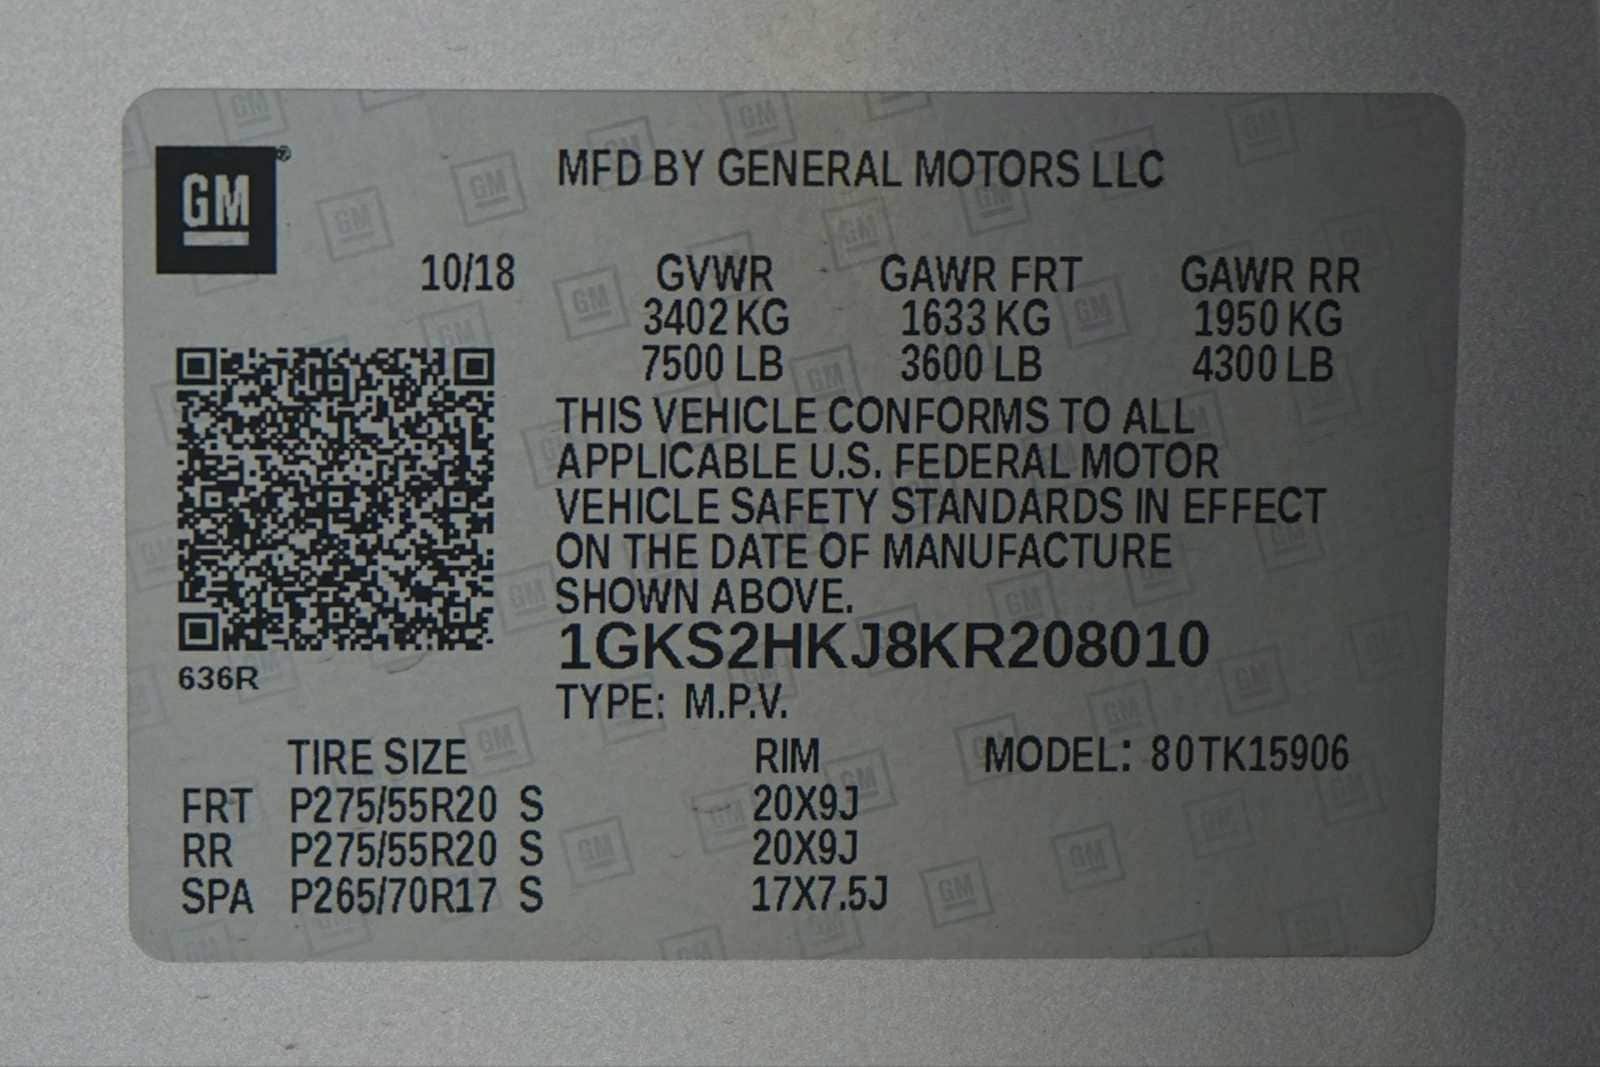 GM
MFD BY GENERAL MOTORS LLC
10/18 GVWR GAWR FRT GAWR RR
3402 KG 1633 KG 1950 KG
7500 LB 3600 LB 4300 LB
THIS VEHICLE CONFORMS TO ALL
APPLICABLE U.S. FEDERAL MOTOR
VEHICLE SAFETY STANDARDS IN EFFECT
ON THE DATE OF MANUFACTURE
SHOWN ABOVE.
1GKS2HKJ8KR208010
636R
TYPE: M.P.V.
TIRE SIZE RIM MODEL: 80TK15906
FRT P275/55R20 S 20X9J
RR P275/55R20 S 20X9J
SPA P265/70R17 S 17X7.5J